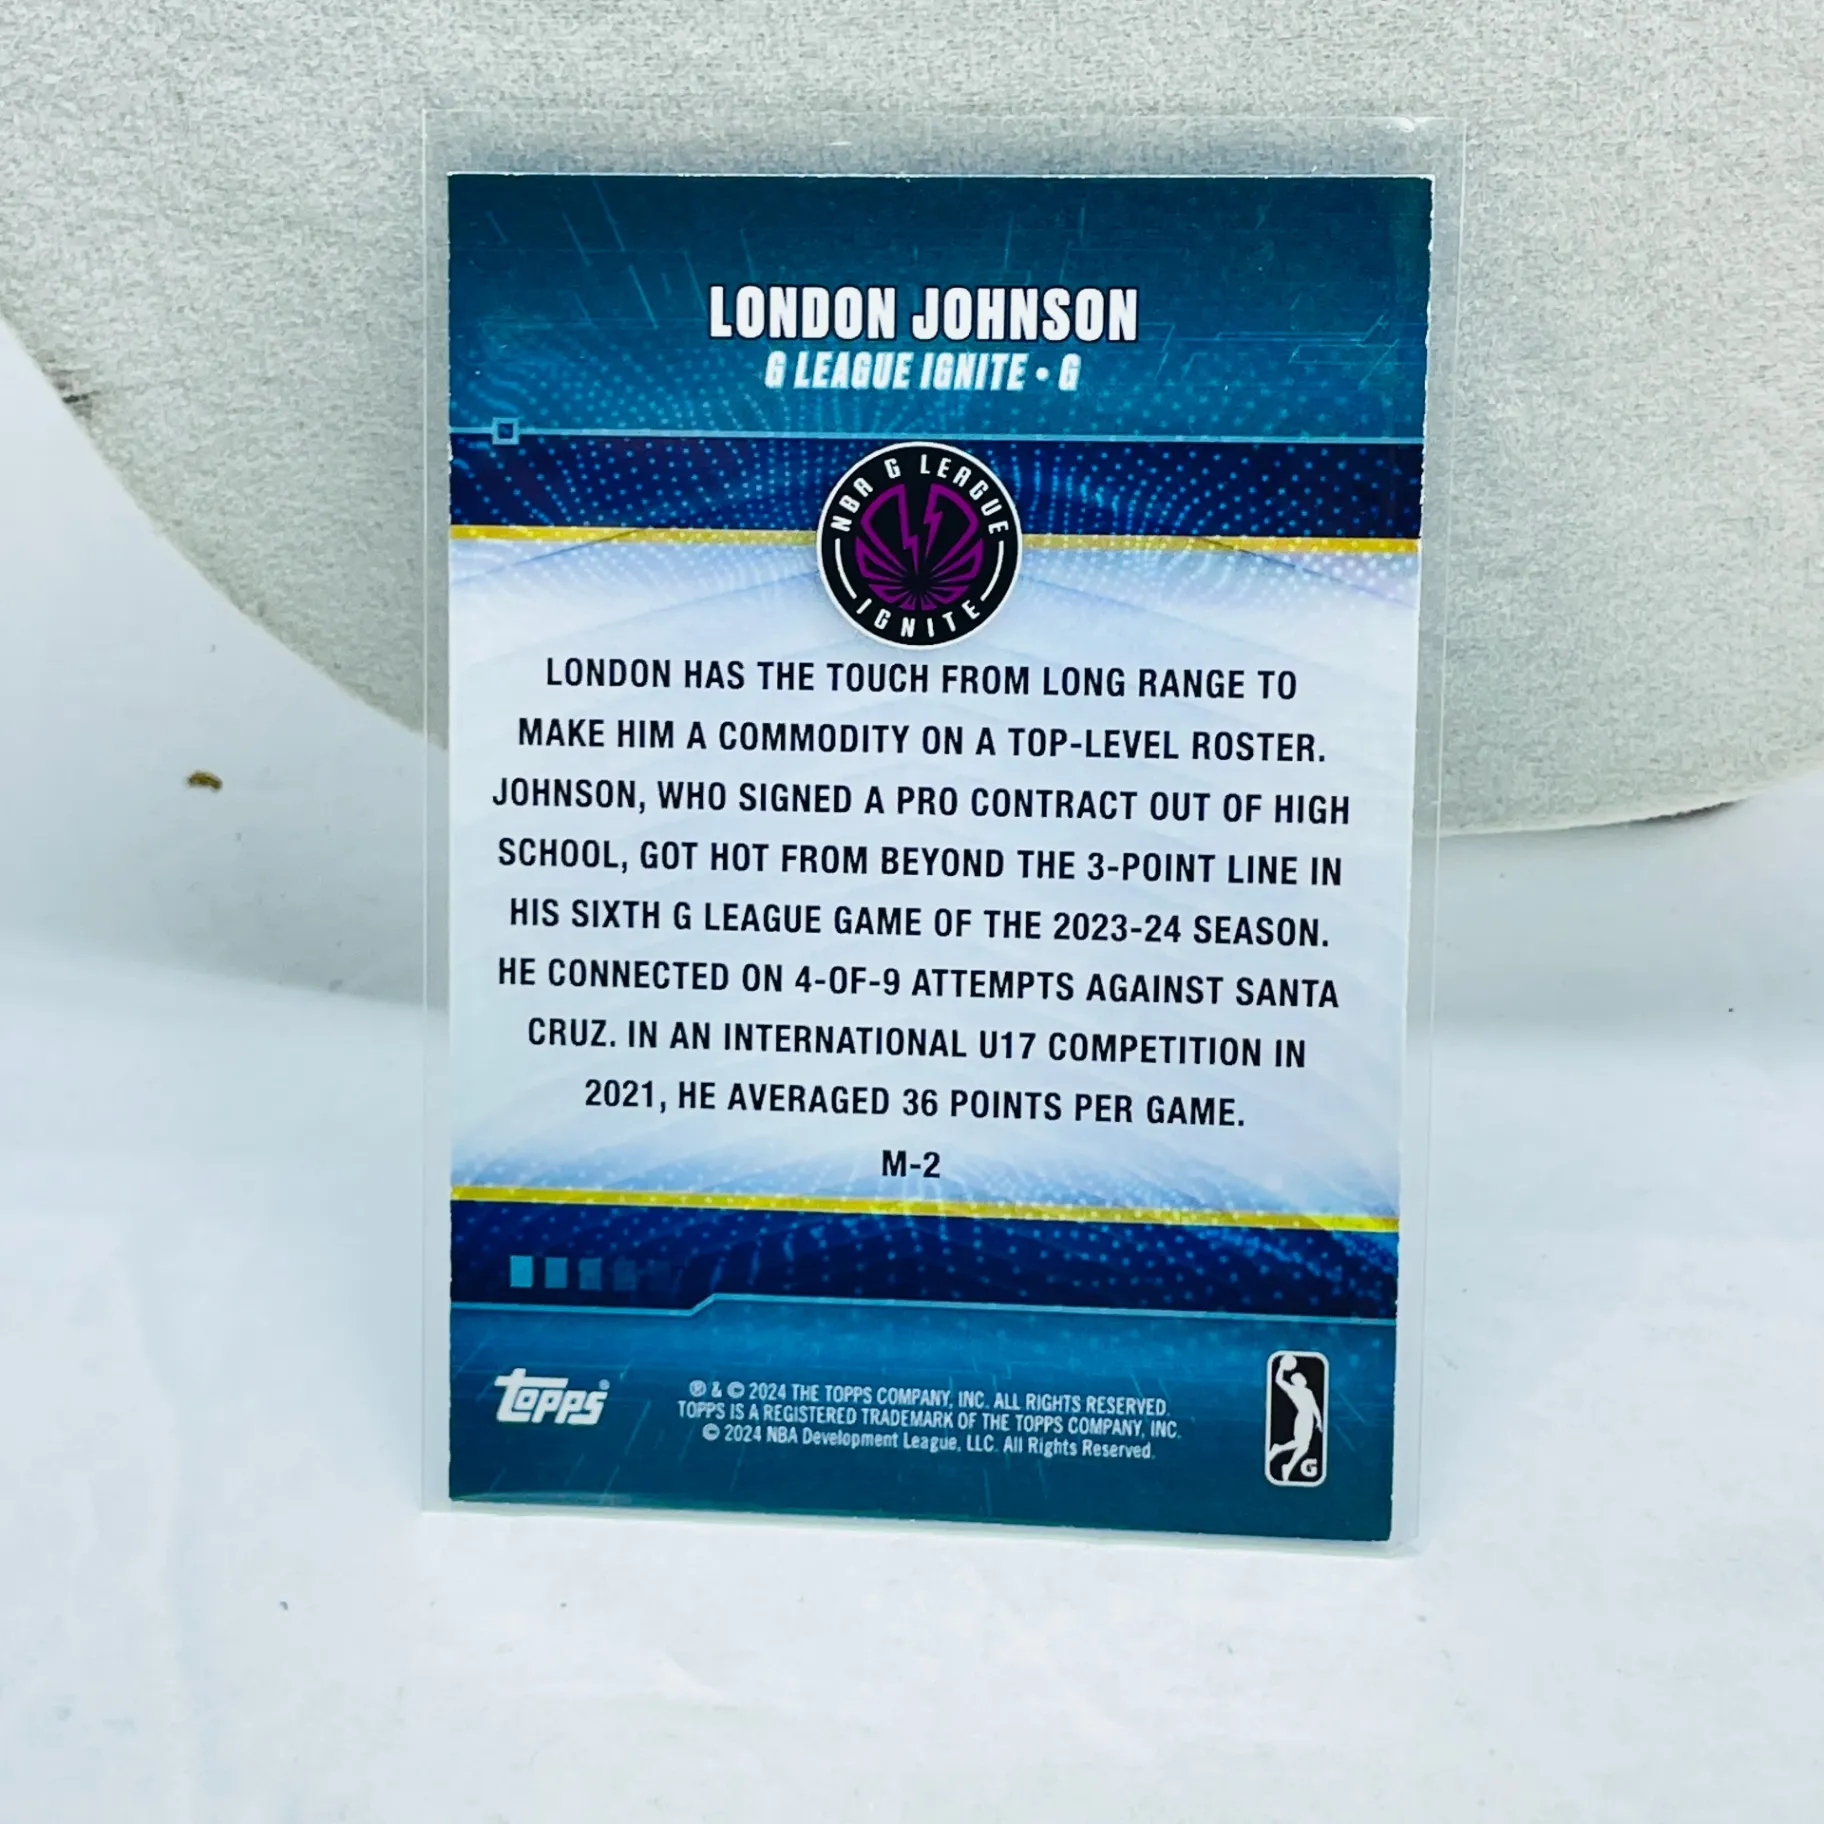 LONDON JOHNSON
G LEAGUE IGNITE • G
NBA G LEAGUE
IGNITE
LONDON HAS THE TOUCH FROM LONG RANGE TO
MAKE HIM A COMMODITY ON A TOP-LEVEL ROSTER.
JOHNSON, WHO SIGNED A PRO CONTRACT OUT OF HIGH
SCHOOL, GOT HOT FROM BEYOND THE 3-POINT LINE IN
HIS SIXTH G LEAGUE GAME OF THE 2023-24 SEASON.
HE CONNECTED ON 4-OF-9 ATTEMPTS AGAINST SANTA
CRUZ. IN AN INTERNATIONAL U17 COMPETITION IN
2021, HE AVERAGED 36 POINTS PER GAME.
M-2
topps®
® & © 2024 THE TOPPS COMPANY, INC. ALL RIGHTS RESERVED.
TOPPS IS A REGISTERED TRADEMARK OF THE TOPPS COMPANY, INC.
© 2024 NBA Development League, LLC. All Rights Reserved.
G